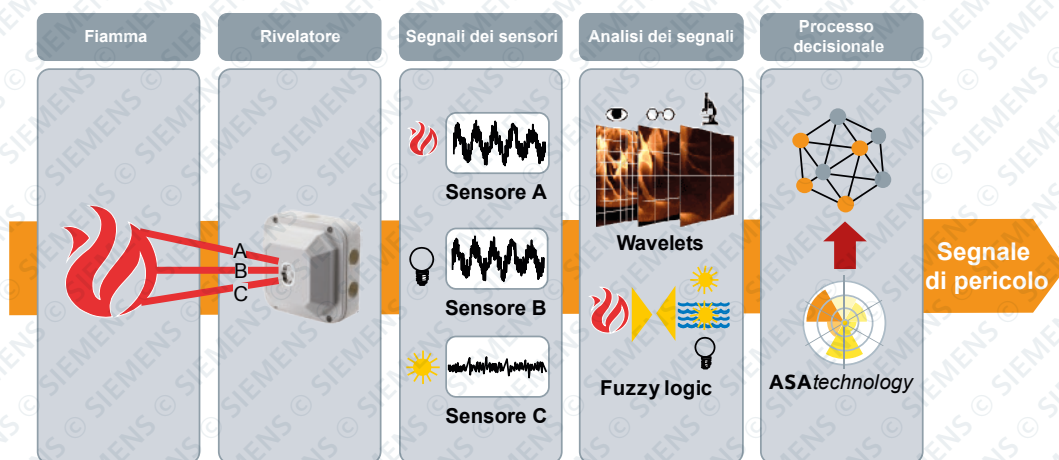 Fiamma
Rivelatore
Segnali dei sensori
Analisi dei segnali
Processo
decisionale
A
B
C
Sensore A
Sensore B
Sensore C
Wavelets
Fuzzy logic
ASAtechnology
Segnale
di pericolo
SIEMENS ©